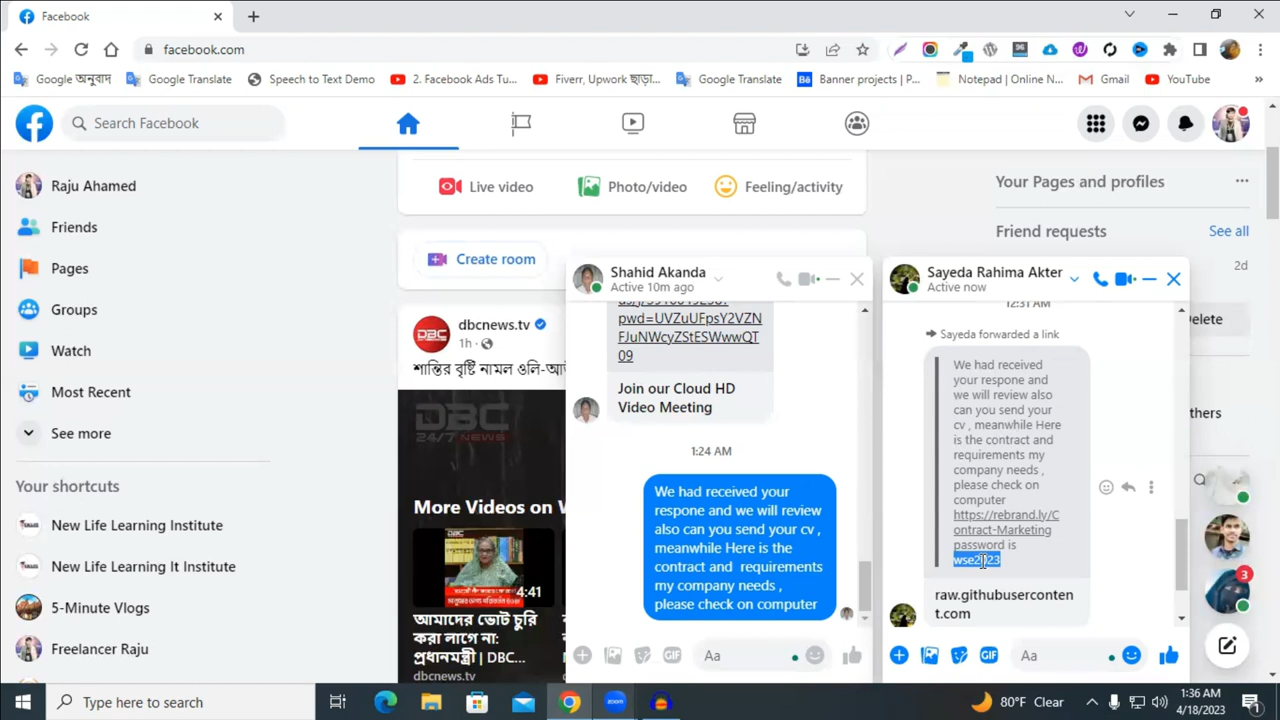 Facebook
facebook.com
Google অনুবাদ
Google Translate
Speech to Text Demo
2. Facebook Ads Tu...
Fiverr, Upwork ছাড়া...
Google Translate
Banner projects | P...
Notepad | Online N...
Gmail
YouTube
Search Facebook
Raju Ahamed
Friends
Pages
Groups
Watch
Most Recent
See more
Your shortcuts
New Life Learning Institute
New Life Learning It Institute
5-Minute Vlogs
Freelancer Raju
Live video
Photo/video
Feeling/activity
Create room
dbcnews.tv
1h
শান্তির বৃষ্টি নামল
DBC
24/7 NEWS
More Videos on
4:41
আমাদের ভোট চুরি
করা লাগে না:
প্রধানমন্ত্রী | DBC...
dbcnews.tv
Shahid Akanda
Active 10m ago
pwd=UVZuUFpsY2VZN
FJuNWcyZStESWwwQT
09
Join our Cloud HD
Video Meeting
1:24 AM
We had received your
respone and we will review
also can you send your cv ,
meanwhile Here is the
contract and requirements
my company needs ,
please check on computer
Aa
Sayeda Rahima Akter
Active now
12:31 AM
Sayeda forwarded a link
We had received
your respone and
we will review also
can you send your
cv , meanwhile Here
is the contract and
requirements my
company needs ,
please check on
computer
https://rebrand.ly/C
ontract-Marketing
password is
wse2023
raw.githubuserconten
t.com
Aa
Your Pages and profiles
Friend requests
See all
2d
Delete
thers
3
Type here to search
zoom
80°F Clear
1:36 AM
4/18/2023
1